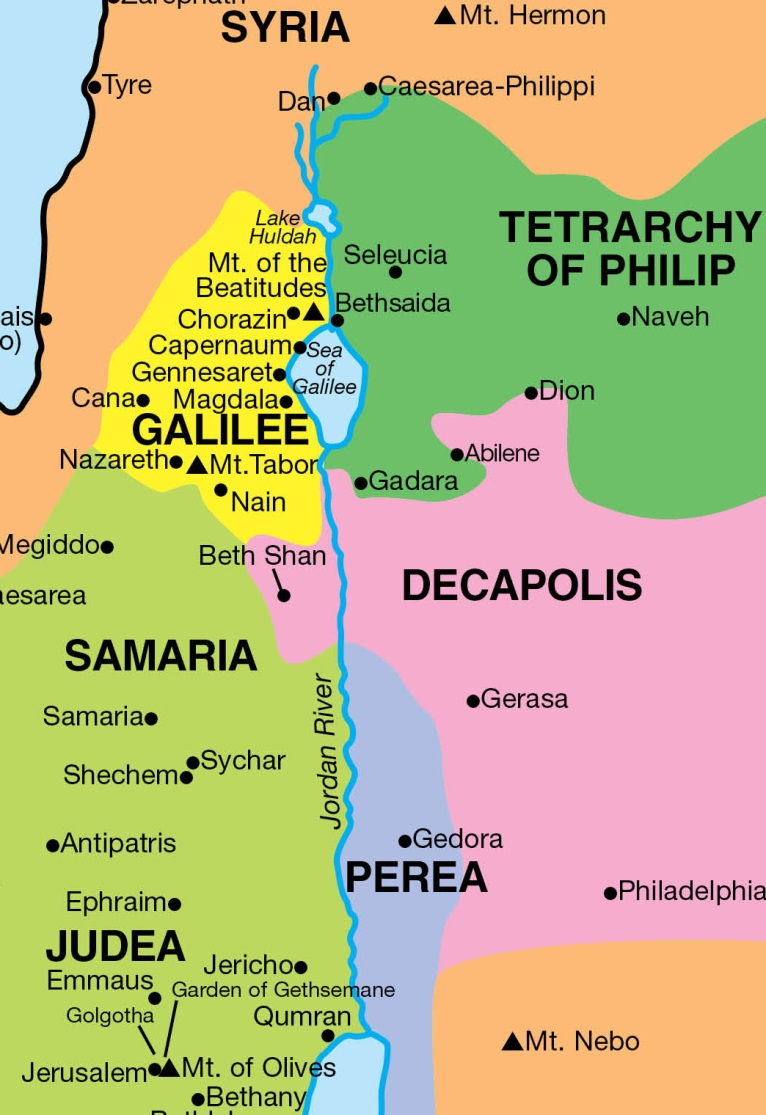 Zarephath
SYRIA
Mt. Hermon
Tyre
Dan
Caesarea-Philippi
Lake
Huldah
TETRARCHY
OF PHILIP
Mt. of the
Beatitudes
Seleucia
Bethsaida
Chorazin
Naveh
ais
o)
Capernaum
Sea
of
Galilee
Gennesaret
Cana
Magdala
Dion
GALILEE
Abilene
Nazareth
Mt.Tabor
Gadara
Nain
Megiddo
Beth Shan
aesarea
DECAPOLIS
SAMARIA
Jordan River
Gerasa
Samaria
Sychar
Shechem
Antipatris
Gedora
PEREA
Philadelphia
Ephraim
JUDEA
Jericho
Emmaus
Garden of Gethsemane
Golgotha
Qumran
Mt. Nebo
Jerusalem
Mt. of Olives
Bethany